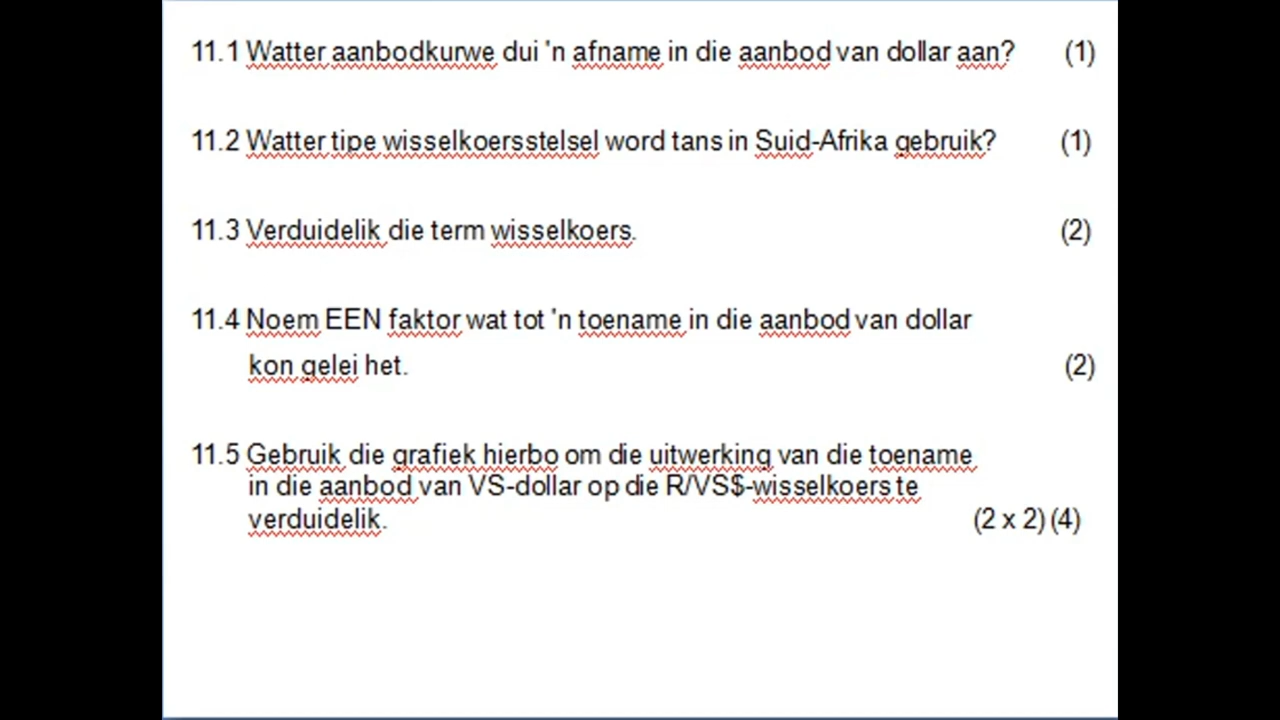 11.1 Watter aanbodkurwe dui 'n afname in die aanbod van dollar aan? (1)
11.2 Watter tipe wisselkoersstelsel word tans in Suid-Afrika gebruik? (1)
11.3 Verduidelik die term wisselkoers. (2)
11.4 Noem EEN faktor wat tot 'n toename in die aanbod van dollar
kon gelei het. (2)
11.5 Gebruik die grafiek hierbo om die uitwerking van die toename
in die aanbod van VS-dollar op die R/VS$-wisselkoers te
verduidelik. (2 x 2) (4)